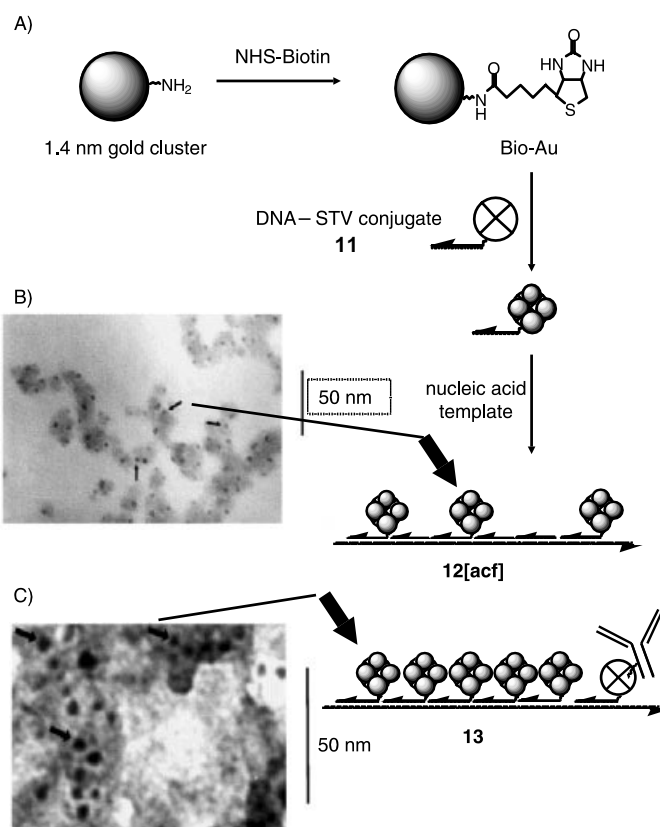 A)
NHS-Biotin
NH2
1.4 nm gold cluster
O
N
H
O
HN
NH
S
Bio-Au
DNA–STV conjugate
11
B)
50 nm
nucleic acid
template
12[acf]
C)
50 nm
13